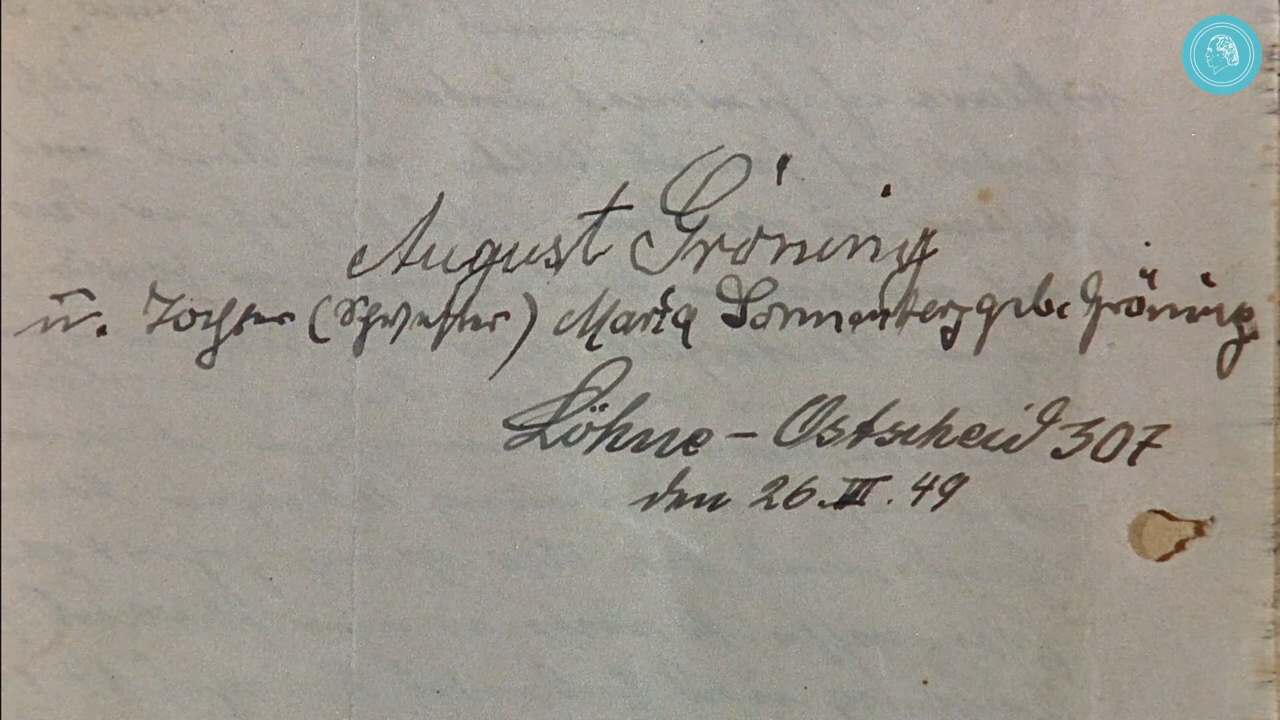 August Gröning
u. Tochter (Schwester) Maria Sonnenberg geb. Gröning
Löhne - Ostscheid 307
den 26. III. 49